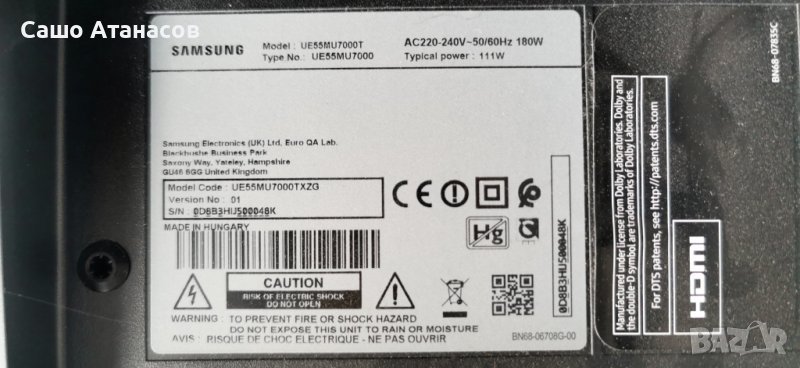 Сашо Атанасов
SAMSUNG
Model : UE55MU7000T
Type No.: UE55MU7000
AC220-240V~50/60Hz 180W
Typical power : 111W
Samsung Electronics (UK) Ltd, Euro QA Lab.
Blackbushe Business Park
Saxony Way, Yateley, Hampshire
GU46 6GG United Kingdom
Model Code : UE55MU7000TXZG
Version No : 01
S/N : 0D8B3HIJ500048K
MADE IN HUNGARY
CE
Hg
CAUTION
RISK OF ELECTRIC SHOCK
DO NOT OPEN
WARNING : TO PREVENT FIRE OR SHOCK HAZARD
DO NOT EXPOSE THIS UNIT TO RAIN OR MOISTURE
AVIS : RISQUE DE CHOC ELECTRIQUE - NE PAS OUVRIR
BN68-06708G-00
0D8B3HIJ500048K
Manufactured under license from Dolby Laboratories. Dolby and
the double-D symbol are trademarks of Dolby Laboratories.
For DTS patents, see http://patents.dts.com
HDMI
BN68-07835C
bazar.bg